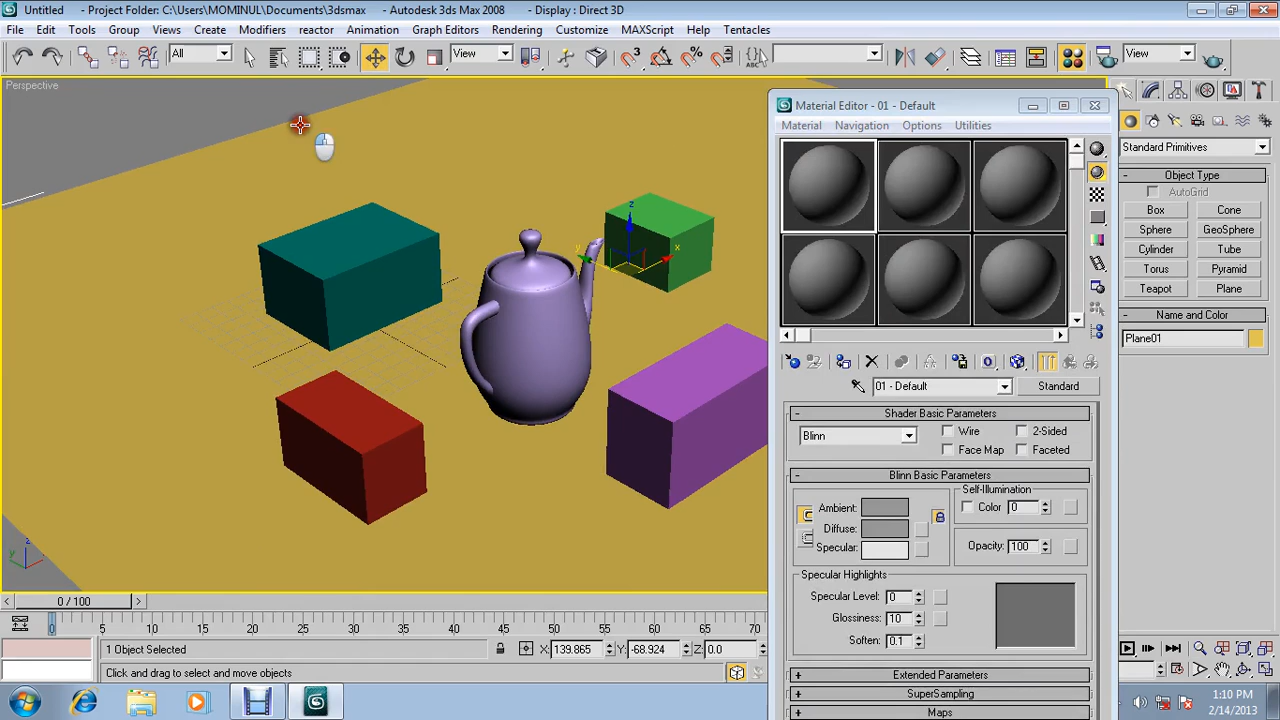 Untitled - Project Folder: C:\Users\MOMINUL\Documents\3dsmax - Autodesk 3ds Max 2008 - Display : Direct 3D
File Edit Tools Group Views Create Modifiers reactor Animation Graph Editors Rendering Customize MAXScript Help Tentacles
All View View
Perspective
Material Editor - 01 - Default
Material Navigation Options Utilities
Standard Primitives
- Object Type
AutoGrid
Box Cone
Sphere GeoSphere
Cylinder Tube
Torus Pyramid
Teapot Plane
- Name and Color
Plane01
z
y x
01 - Default Standard
- Shader Basic Parameters
Blinn Wire 2-Sided
Face Map Faceted
- Blinn Basic Parameters
Self-Illumination
Ambient: Color 0
Diffuse:
Specular: Opacity: 100
Specular Highlights
Specular Level: 0
Glossiness: 10
Soften: 0.1
+ Extended Parameters
+ SuperSampling
+ Maps
0 / 100
0 5 10 15 20 25 30 35 40 45 50 55 60 65 70
1 Object Selected X: 139.865 Y: -68.924 Z: 0.0
Click and drag to select and move objects
1:10 PM
2/14/2013